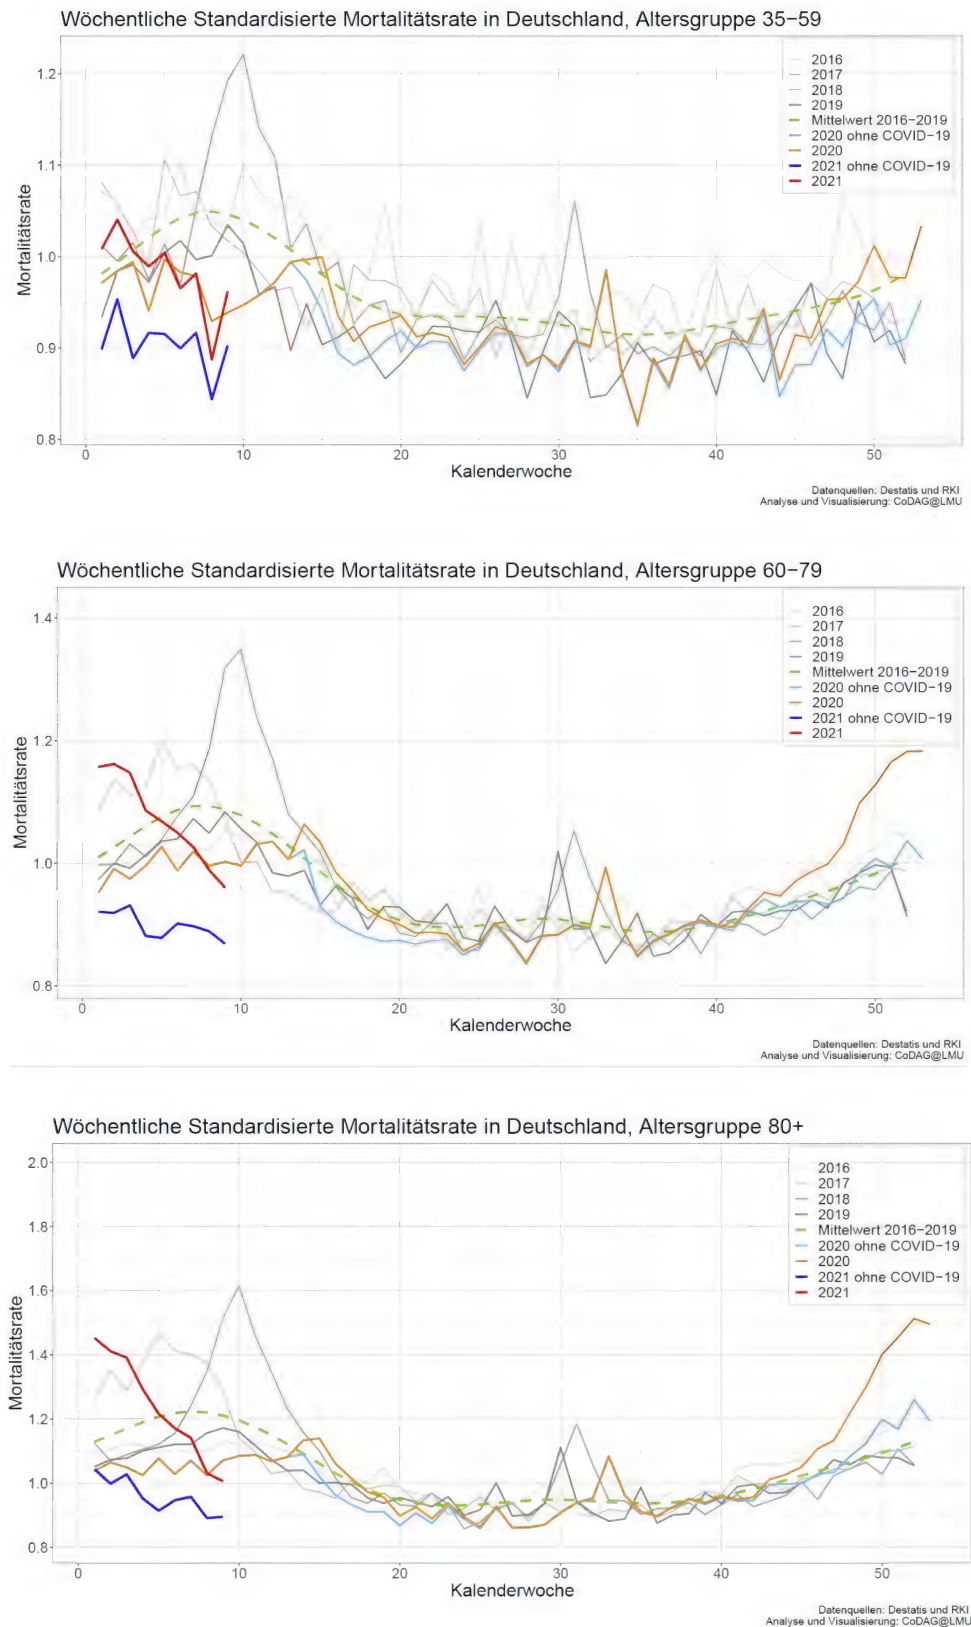 Wöchentliche Standardisierte Mortalitätsrate in Deutschland, Altersgruppe 35−59
2016
2017
2018
2019
Mittelwert 2016−2019
2020 ohne COVID−19
2020
2021 ohne COVID−19
2021
Mortalitätsrate
1.2
1.1
1.0
0.9
0.8
0 10 20 30 40 50
Kalenderwoche
Datenquellen: Destatis und RKI
Analyse und Visualisierung: CoDAG@LMU
Wöchentliche Standardisierte Mortalitätsrate in Deutschland, Altersgruppe 60−79
2016
2017
2018
2019
Mittelwert 2016−2019
2020 ohne COVID−19
2020
2021 ohne COVID−19
2021
Mortalitätsrate
1.4
1.2
1.0
0.8
0 10 20 30 40 50
Kalenderwoche
Datenquellen: Destatis und RKI
Analyse und Visualisierung: CoDAG@LMU
Wöchentliche Standardisierte Mortalitätsrate in Deutschland, Altersgruppe 80+
2016
2017
2018
2019
Mittelwert 2016−2019
2020 ohne COVID−19
2020
2021 ohne COVID−19
2021
Mortalitätsrate
2.0
1.8
1.6
1.4
1.2
1.0
0.8
0 10 20 30 40 50
Kalenderwoche
Datenquellen: Destatis und RKI
Analyse und Visualisierung: CoDAG@LMU